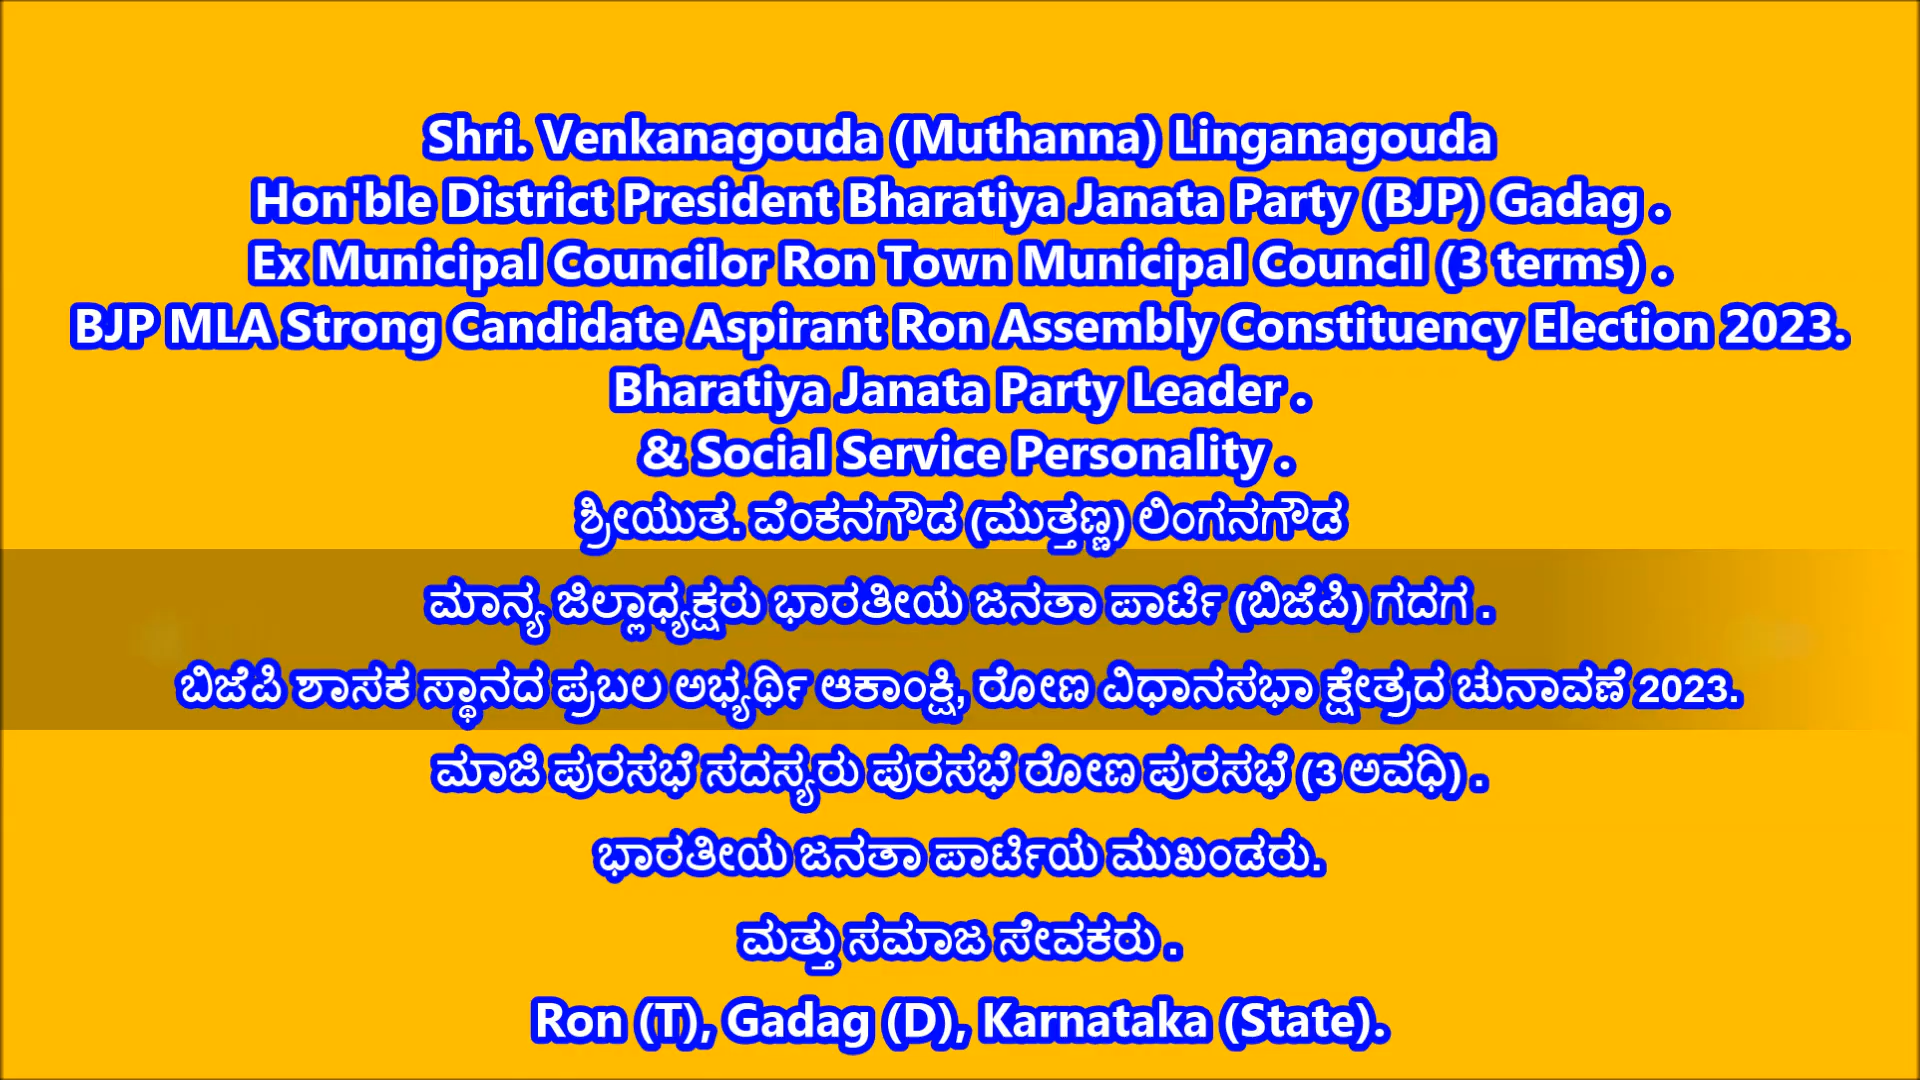 Shri. Venkanagouda (Muthanna) Linganagouda
Hon'ble District President Bharatiya Janata Party (BJP) Gadag .
Ex Municipal Councilor Ron Town Municipal Council (3 terms) .
BJP MLA Strong Candidate Aspirant Ron Assembly Constituency Election 2023.
Bharatiya Janata Party Leader .
& Social Service Personality .
ಶ್ರೀಯುತ. ವೆಂಕನಗೌಡ (ಮುತ್ತಣ್ಣ) ಲಿಂಗನಗೌಡ
ಮಾನ್ಯ ಜಿಲ್ಲಾಧ್ಯಕ್ಷರು ಭಾರತೀಯ ಜನತಾ ಪಾರ್ಟಿ (ಬಿಜೆಪಿ) ಗದಗ .
ಬಿಜೆಪಿ ಶಾಸಕ ಸ್ಥಾನದ ಪ್ರಬಲ ಅಭ್ಯರ್ಥಿ ಆಕಾಂಕ್ಷಿ, ರೋಣ ವಿಧಾನಸಭಾ ಕ್ಷೇತ್ರದ ಚುನಾವಣೆ 2023.
ಮಾಜಿ ಪುರಸಭೆ ಸದಸ್ಯರು ಪುರಸಭೆ ರೋಣ ಪುರಸಭೆ (3 ಅವಧಿ) .
ಭಾರತೀಯ ಜನತಾ ಪಾರ್ಟಿಯ ಮುಖಂಡರು.
ಮತ್ತು ಸಮಾಜ ಸೇವಕರು .
Ron (T), Gadag (D), Karnataka (State).